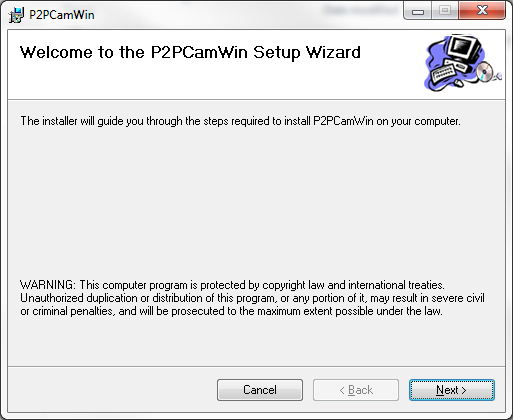 P2PCamWin
Welcome to the P2PCamWin Setup Wizard
The installer will guide you through the steps required to install P2PCamWin on your computer.
WARNING: This computer program is protected by copyright law and international treaties.
Unauthorized duplication or distribution of this program, or any portion of it, may result in severe civil
or criminal penalties, and will be prosecuted to the maximum extent possible under the law.
Cancel
< Back
Next >